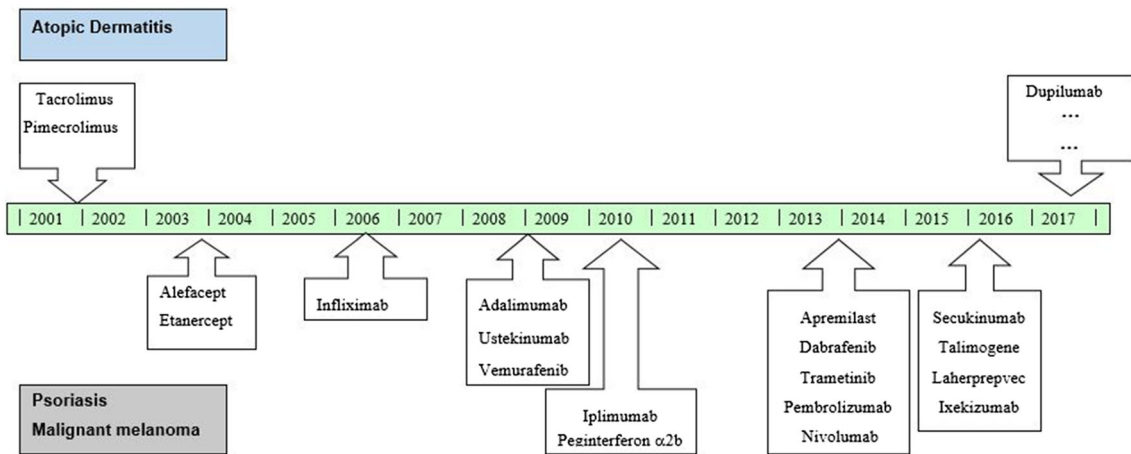 Atopic Dermatitis
Tacrolimus
Pimecrolimus
Dupilumab
...
...
| 2001 | 2002 | 2003 | 2004 | 2005 | 2006 | 2007 | 2008 | 2009 | 2010 | 2011 | 2012 | 2013 | 2014 | 2015 | 2016 | 2017 |
Alefacept
Etanercept
Infliximab
Adalimumab
Ustekinumab
Vemurafenib
Iplimumab
Peginterferon α2b
Apremilast
Dabrafenib
Trametinib
Pembrolizumab
Nivolumab
Secukinumab
Talimogene
Laherprepvec
Ixekizumab
Psoriasis
Malignant melanoma